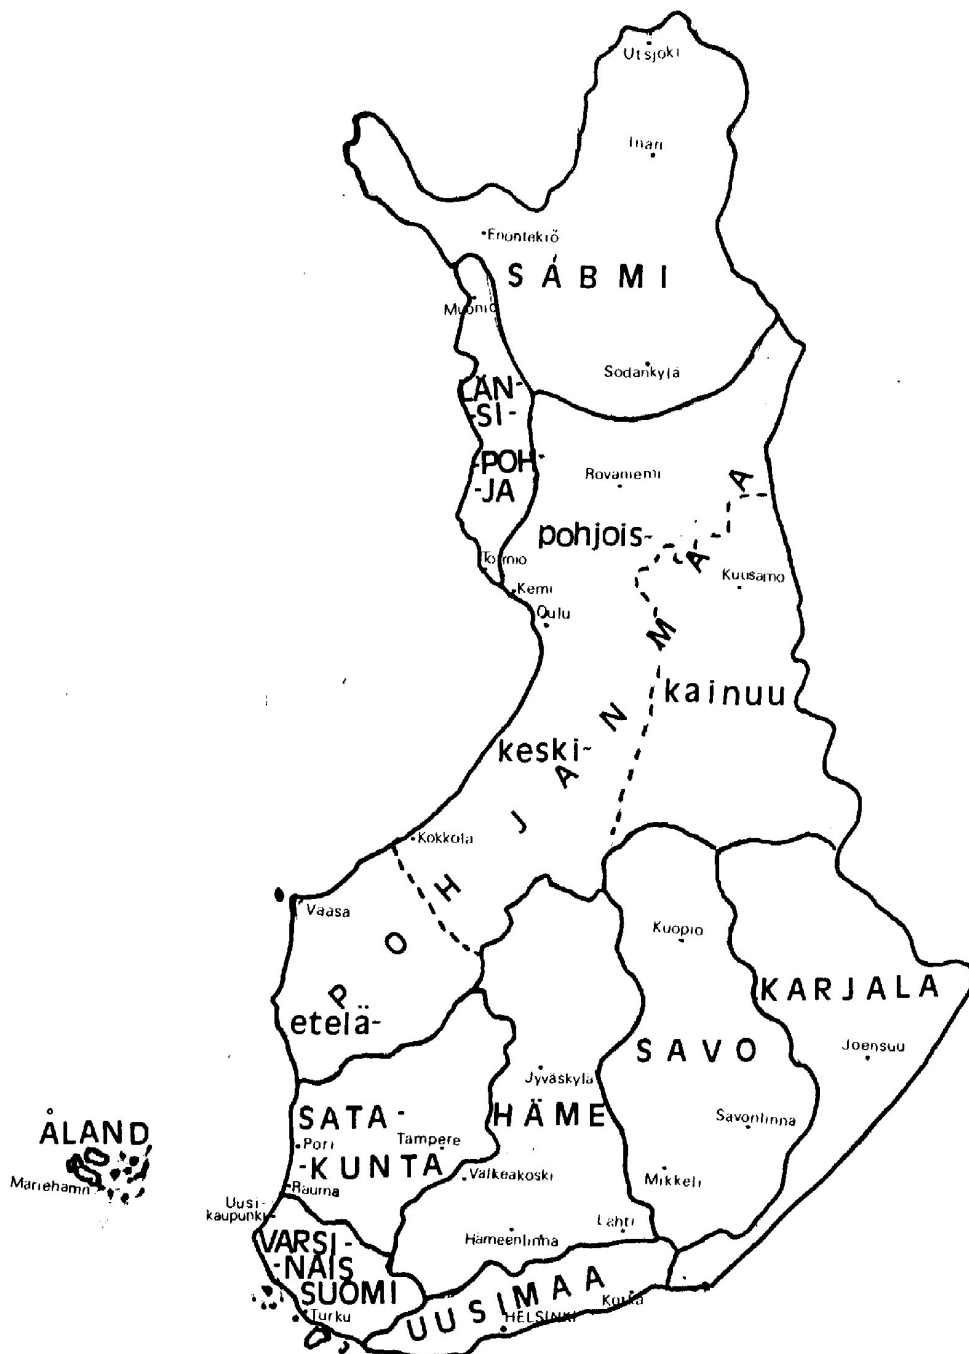 Utsjoki
Inari
Enontekiö
SÁBMI
Muonio
Sodankylä
LÄN-
-SI-
-POH-
-JA
Rovaniemi
pohjois-
Tornio
Kemi
Kuusamo
Oulu
kainuu
keski-
POHJANMAA
Kokkola
Vaasa
Kuopio
KARJALA
etelä-
SAVO
Joensuu
Jyväskylä
HÄME
SATA-
-KUNTA
Savonlinna
ÅLAND
Pori
Tampere
Mariehamn
Rauma
Valkeakoski
Mikkeli
Uusi-
kaupunki
Lahti
Hämeenlinna
VARSI-
-NAIS
SUOMI
UUSIMAA
Kotka
Turku
HELSINKI